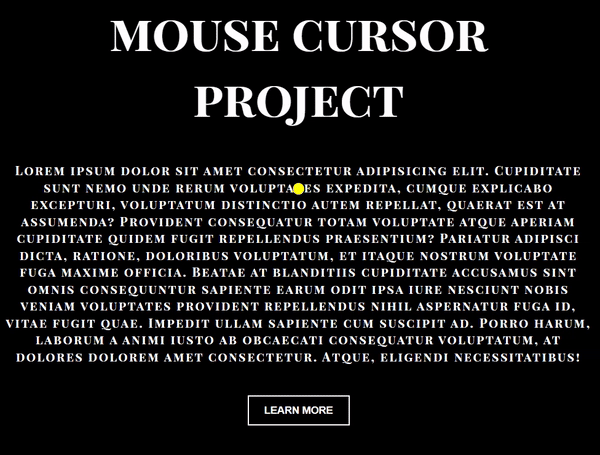 MOUSE CURSOR
PROJECT
Lorem ipsum dolor sit amet consectetur adipisicing elit. Cupiditate
sunt nemo unde rerum voluptates expedita, cumque explicabo
excepturi, voluptatum distinctio autem repellat, quaerat est at
assumenda? Provident consequatur totam voluptate atque aperiam
cupiditate quidem fugit repellendus praesentium? Pariatur adipisci
dicta, ratione, doloribus voluptatum, et itaque nostrum voluptate
fuga maxime officia. Beatae at blanditiis cupiditate accusamus sint
omnis consequuntur sapiente earum odit ipsa iure nesciunt nobis
veniam voluptates provident repellendus nihil aspernatur fuga id,
vitae fugit quae. Impedit ullam sapiente cum suscipit ad. Porro harum,
laborum a animi iusto ab obcaecati consequatur voluptatum, at
dolores dolorem amet consectetur. Atque, eligendi necessitatibus!
LEARN MORE